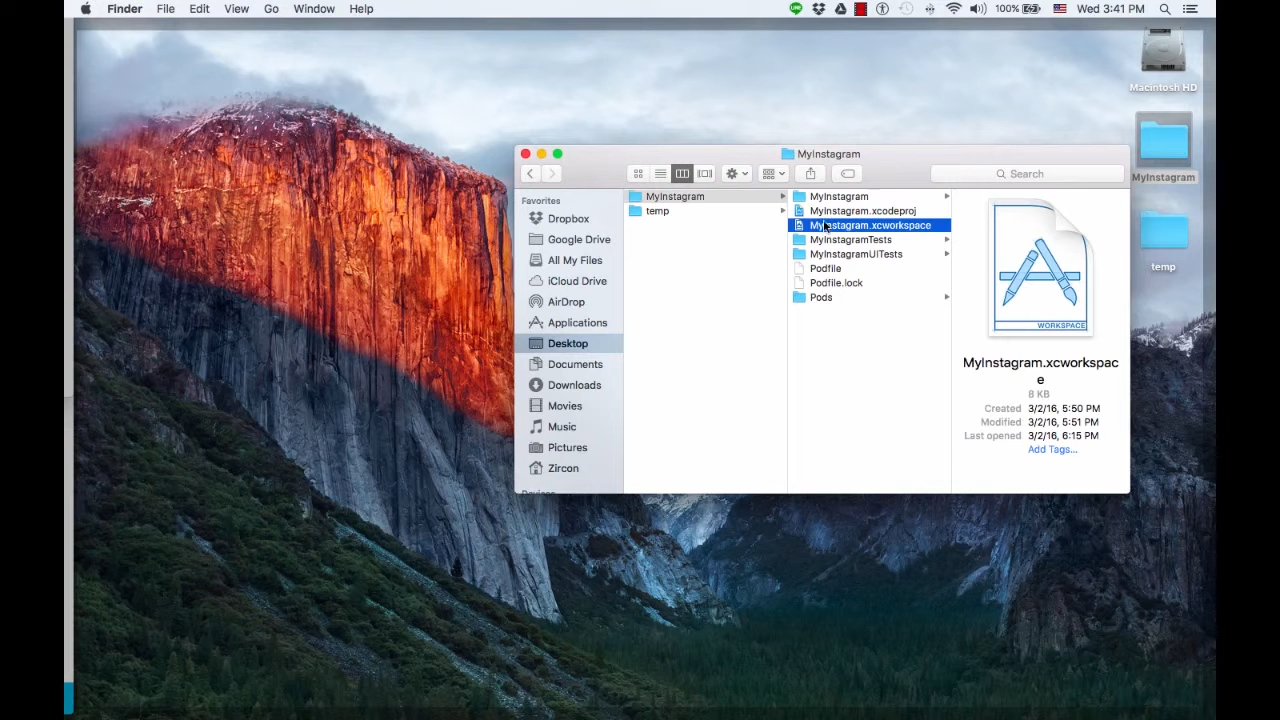 Finder File Edit View Go Window Help
100% Wed 3:41 PM
Macintosh HD
MyInstagram
temp
MyInstagram
Search
Favorites
Dropbox
Google Drive
All My Files
iCloud Drive
AirDrop
Applications
Desktop
Documents
Downloads
Movies
Music
Pictures
Zircon
MyInstagram
temp
MyInstagram
MyInstagram.xcodeproj
MyInstagram.xcworkspace
MyInstagramTests
MyInstagramUITests
Podfile
Podfile.lock
Pods
WORKSPACE
MyInstagram.xcworkspac
e
8 KB
Created 3/2/16, 5:50 PM
Modified 3/2/16, 5:51 PM
Last opened 3/2/16, 6:15 PM
Add Tags...